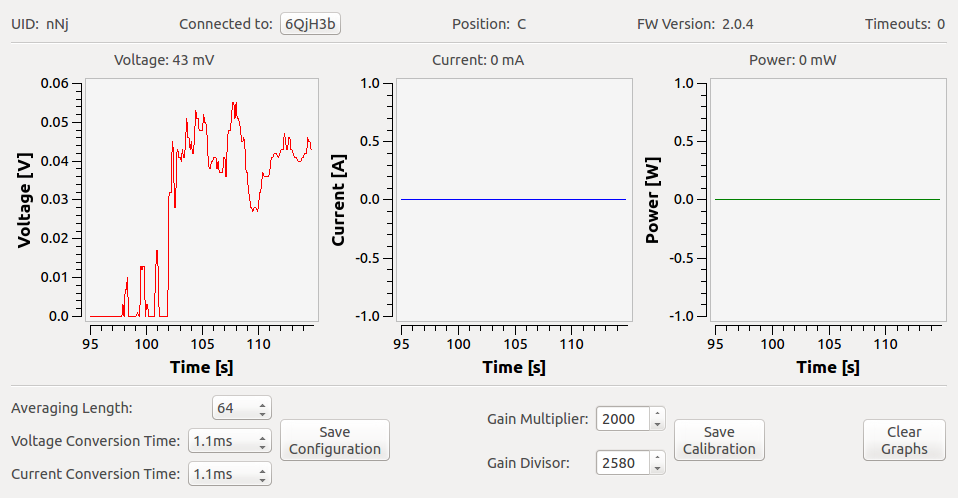 UID: nNj Connected to: 6QjH3b Position: C FW Version: 2.0.4 Timeouts: 0
Voltage: 43 mV
0.06
0.05
0.04
0.03
0.02
0.01
0.0
Voltage [V]
95 100 105 110
Time [s]
Current: 0 mA
1.0
0.5
0.0
-0.5
-1.0
Current [A]
95 100 105 110
Time [s]
Power: 0 mW
1.0
0.5
0.0
-0.5
-1.0
Power [W]
95 100 105 110
Time [s]
Averaging Length: 64
Voltage Conversion Time: 1.1ms
Current Conversion Time: 1.1ms
Save
Configuration
Gain Multiplier: 2000
Gain Divisor: 2580
Save
Calibration
Clear
Graphs